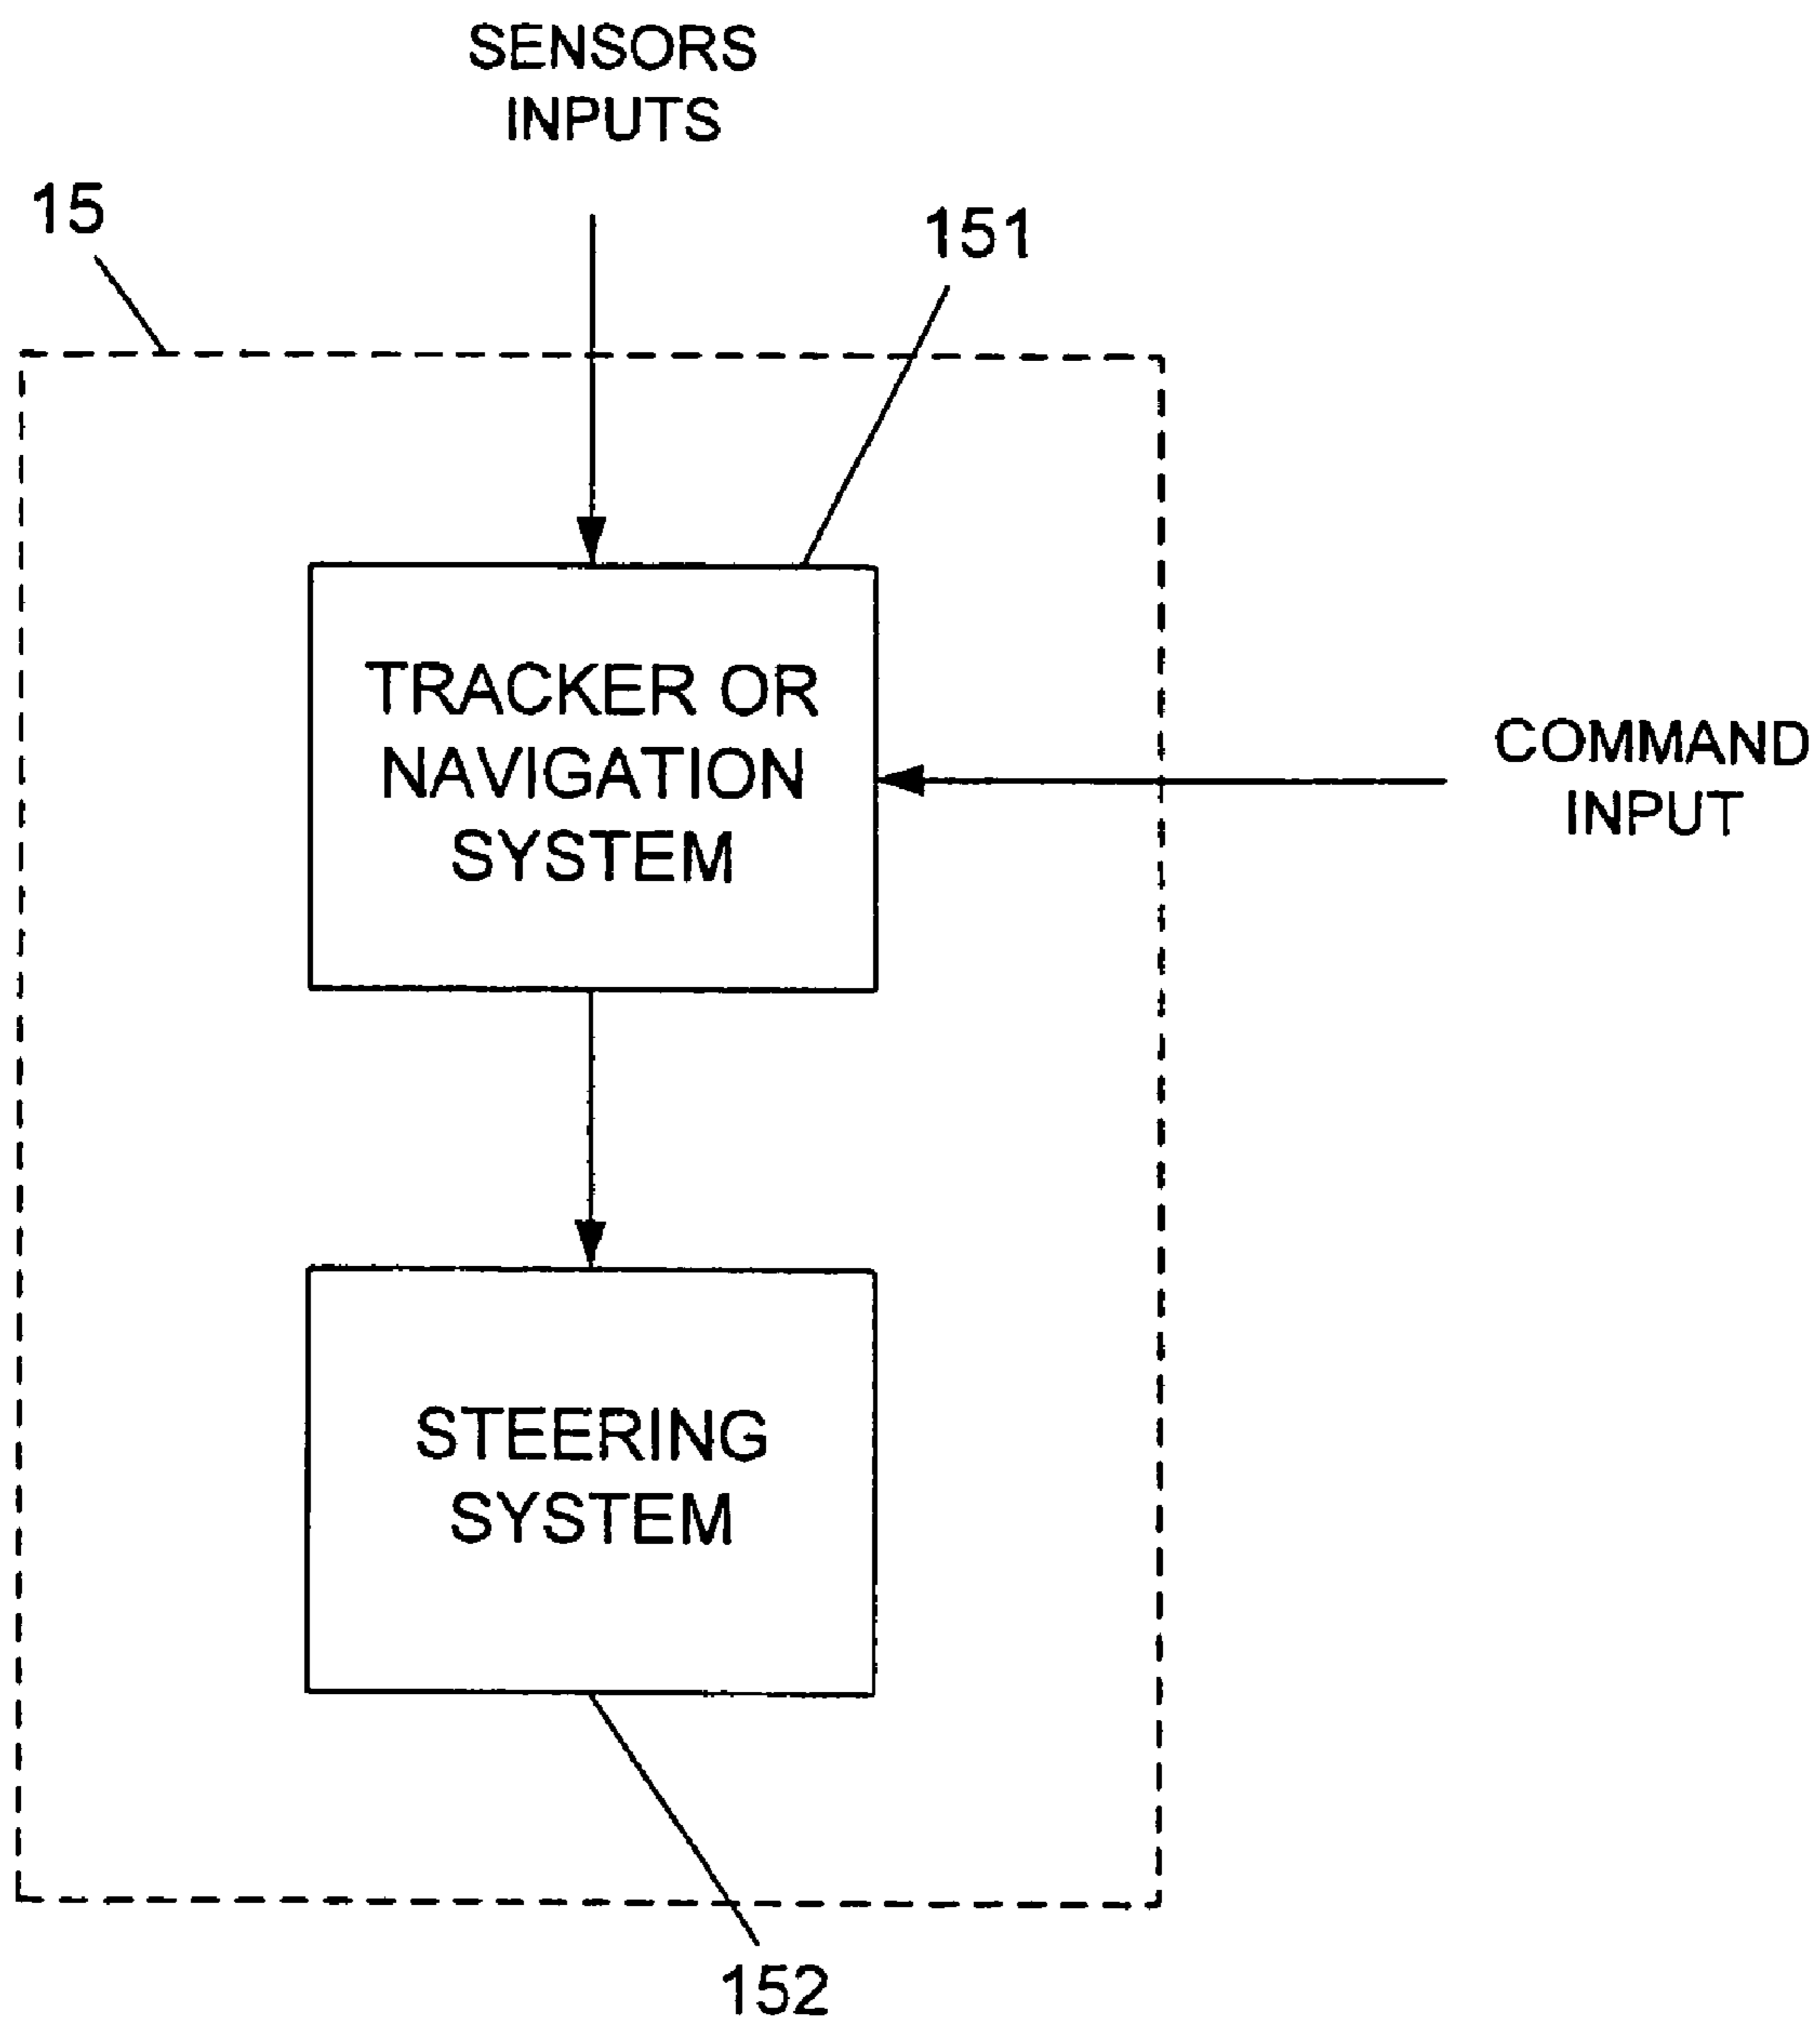 SENSORS
INPUTS
15
151
TRACKER OR
NAVIGATION
SYSTEM
COMMAND
INPUT
STEERING
SYSTEM
152